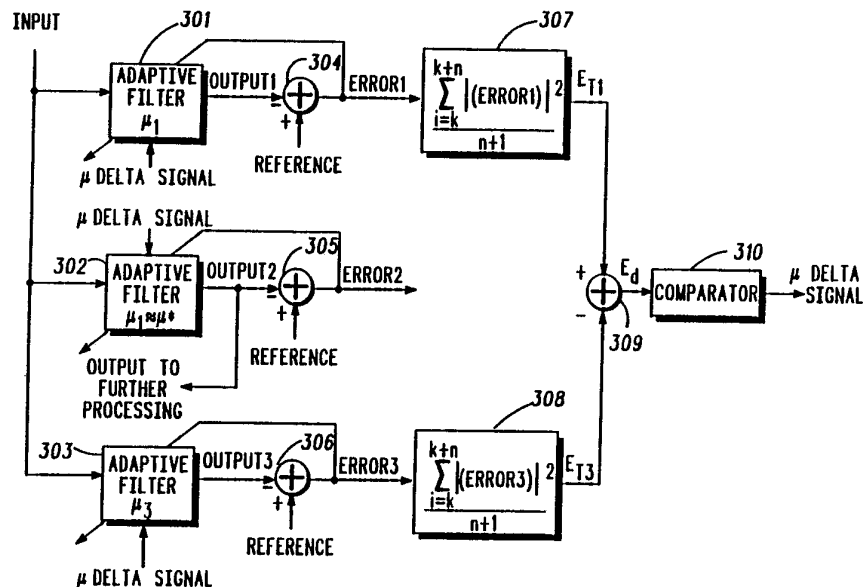 INPUT
301
ADAPTIVE
FILTER
μ1
OUTPUT1
304
−
+
REFERENCE
ERROR1
307
k+n
∑ |(ERROR1)| 2
i=k
n+1
ET1
μ DELTA SIGNAL
μ DELTA SIGNAL
302
ADAPTIVE
FILTER
μ1≈μ*
OUTPUT2
305
−
+
REFERENCE
ERROR2
OUTPUT TO
FURTHER
PROCESSING
+
−
309
Ed
310
COMPARATOR
μ DELTA
SIGNAL
303
ADAPTIVE
FILTER
μ3
OUTPUT3
306
−
+
REFERENCE
ERROR3
308
k+n
∑ |(ERROR3)| 2
i=k
n+1
ET3
μ DELTA SIGNAL